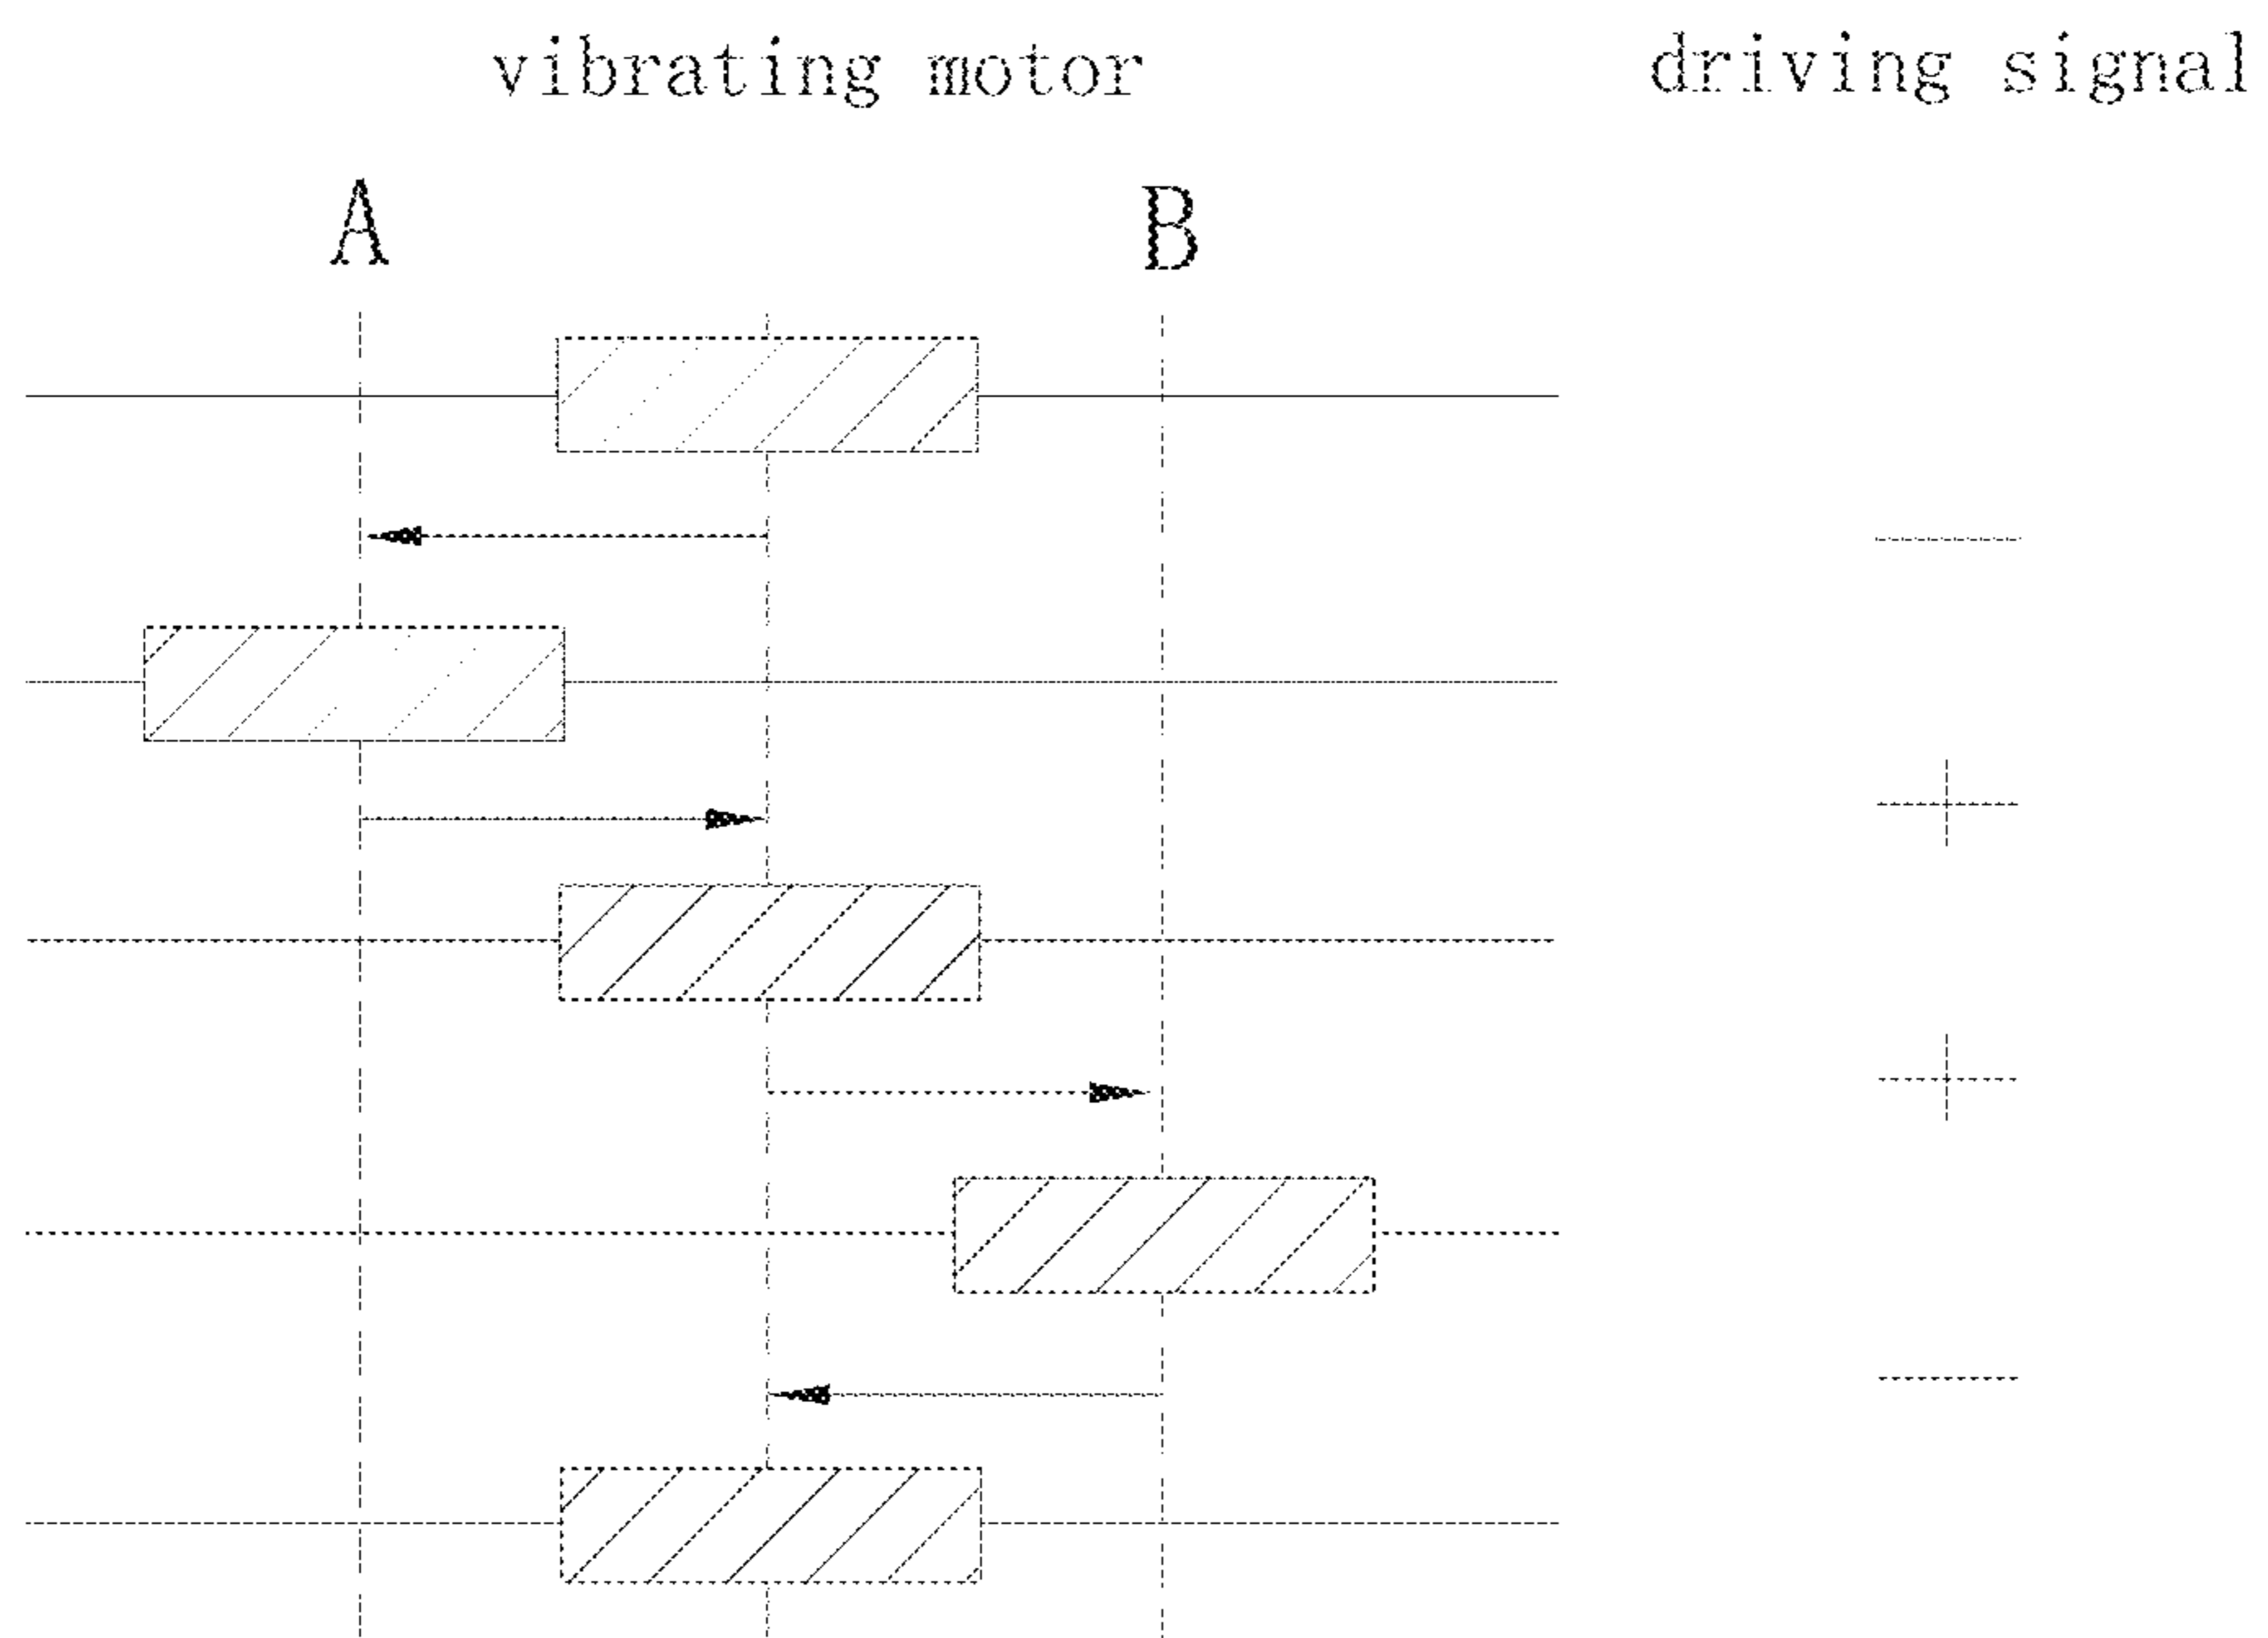 vibrating motor driving signal
A B
—
+
+
—